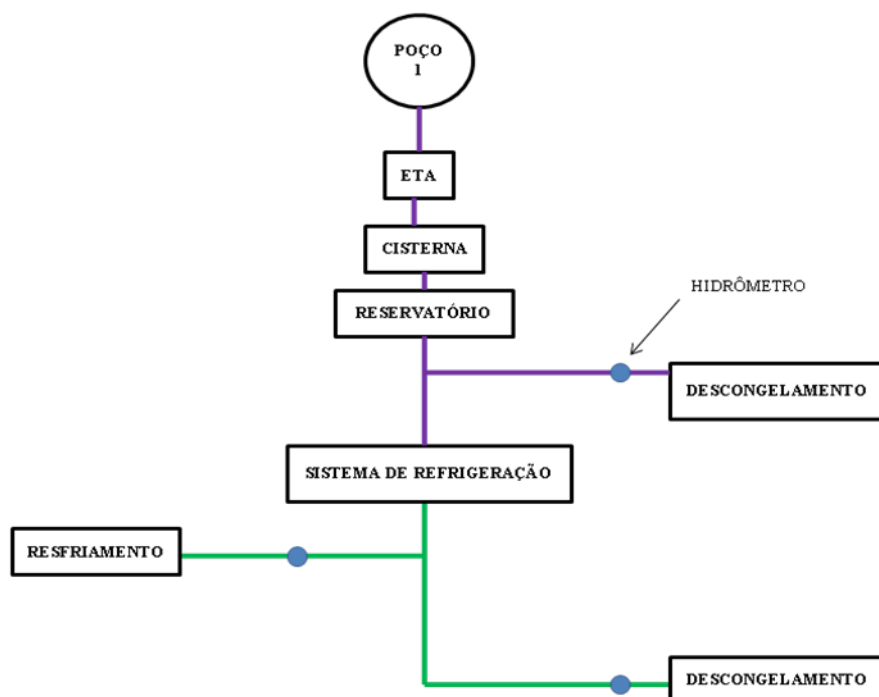 POÇO
1
ETA
CISTERNA
HIDRÔMETRO
RESERVATÓRIO
DESCONGELAMENTO
SISTEMA DE REFRIGERAÇÃO
RESFRIAMENTO
DESCONGELAMENTO